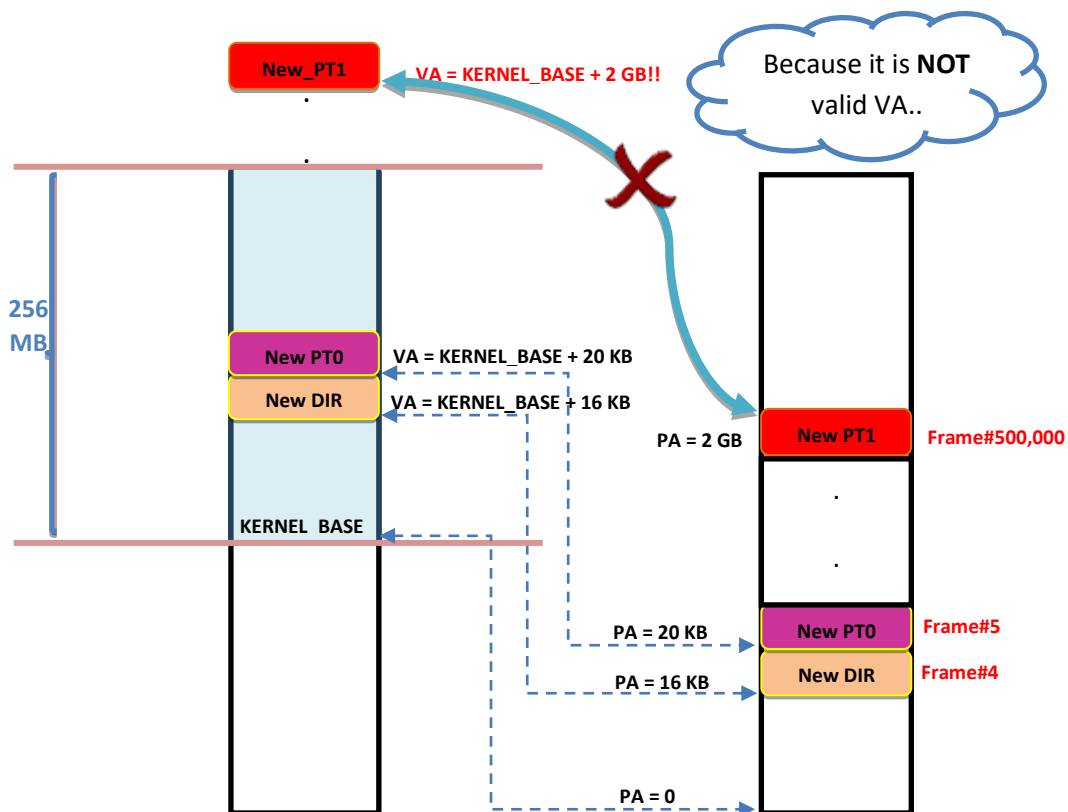 New_PT1
VA = KERNEL_BASE + 2 GB!!
Because it is NOT
valid VA..
.
.
256
MB
New PT0
VA = KERNEL_BASE + 20 KB
New DIR
VA = KERNEL_BASE + 16 KB
PA = 2 GB
New PT1
Frame#500,000
.
.
KERNEL_BASE
PA = 20 KB
New PT0
Frame#5
PA = 16 KB
New DIR
Frame#4
PA = 0